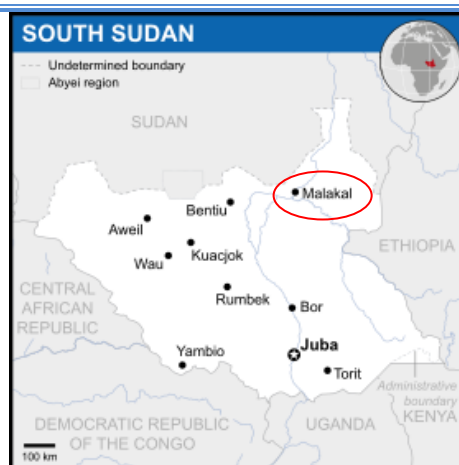 SOUTH SUDAN
Undetermined boundary
Abyei region
SUDAN
Malakal
Bentiu
Aweil
Kuacjok
Wau
ETHIOPIA
CENTRAL
AFRICAN
REPUBLIC
Rumbek
Bor
Juba
Yambio
Torit
Administrative
boundary
KENYA
DEMOCRATIC REPUBLIC
OF THE CONGO
UGANDA
100 km